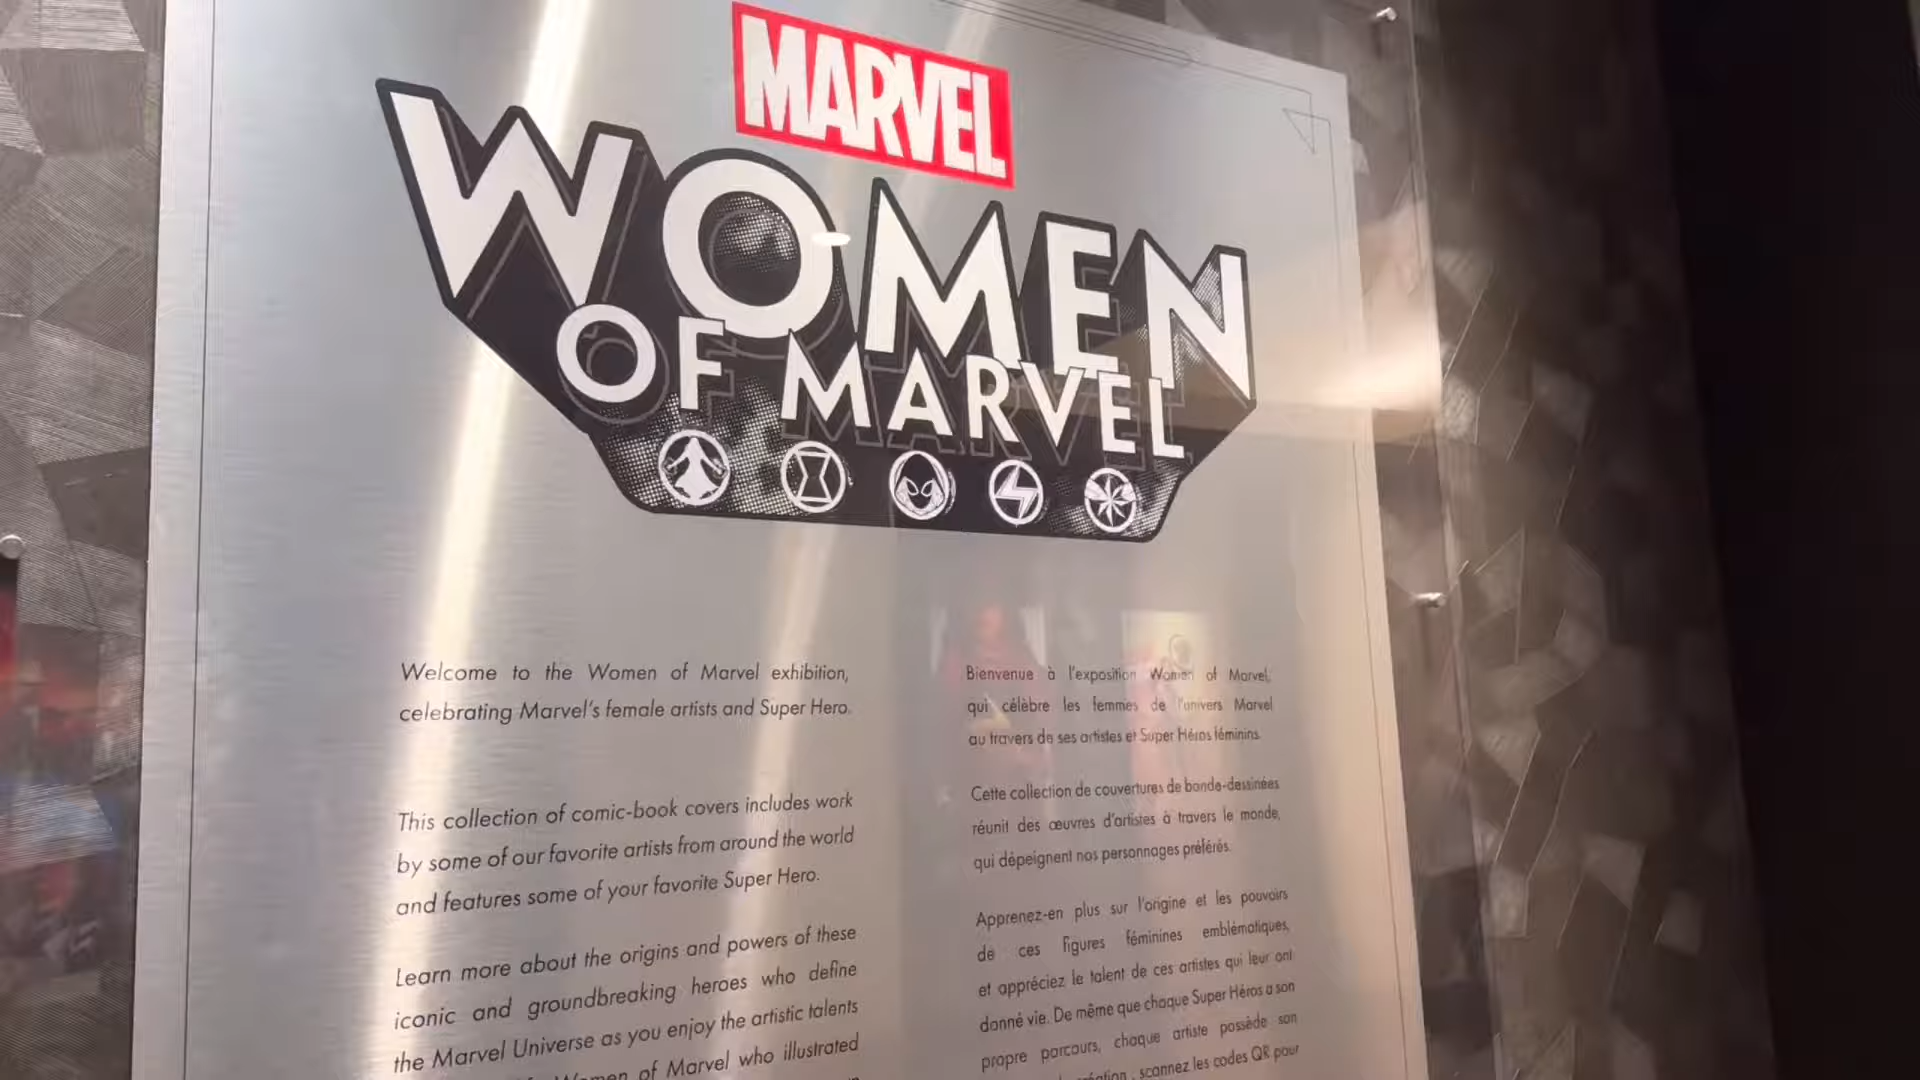 MARVEL
WOMEN
OF MARVEL
Welcome to the Women of Marvel exhibition,
celebrating Marvel's female artists and Super Hero.
This collection of comic-book covers includes work
by some of our favorite artists from around the world
and features some of your favorite Super Hero.
Learn more about the origins and powers of these
iconic and groundbreaking heroes who define
the Marvel Universe as you enjoy the artistic talents
Women of Marvel who illustrated
Bienvenue à l'exposition Women of Marvel,
qui célèbre les femmes de l'univers Marvel
au travers de ses artistes et Super Héros féminins.
Cette collection de couvertures de bande-dessinées
réunit des œuvres d'artistes à travers le monde,
qui dépeignent nos personnages préférés.
Apprenez-en plus sur l'origine et les pouvoirs
de ces figures féminines emblématiques,
et appréciez le talent de ces artistes qui leur ont
donné vie. De même que chaque Super Héros a son
propre parcours, chaque artiste possède son
scannez les codes QR pour